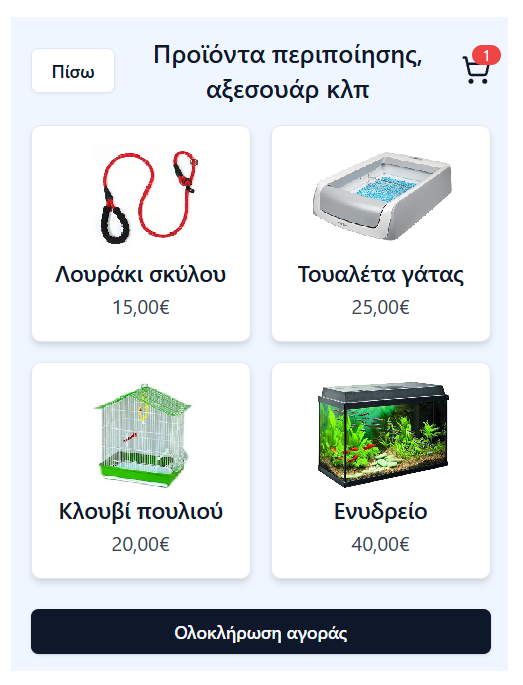 Πίσω
Προϊόντα περιποίησης,
αξεσουάρ κλπ
1
Λουράκι σκύλου
15,00€
Τουαλέτα γάτας
25,00€
Κλουβί πουλιού
20,00€
Ενυδρείο
40,00€
Ολοκλήρωση αγοράς